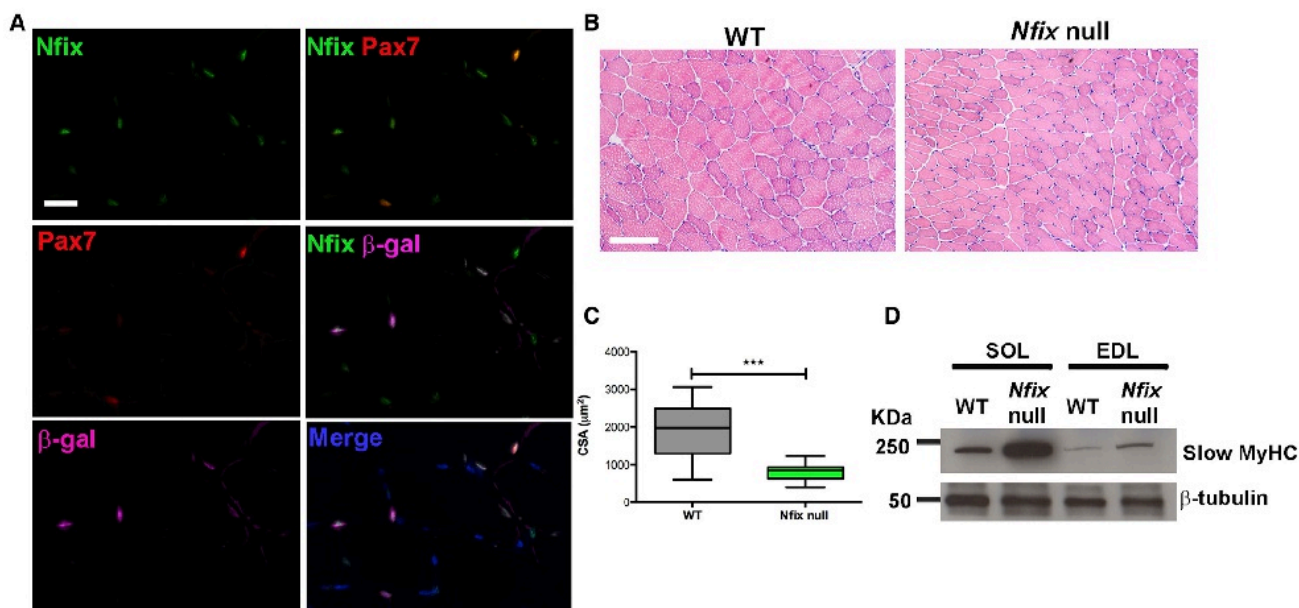 A
Nfix
Nfix Pax7
Pax7
Nfix β-gal
β-gal
Merge
B
WT
Nfix null
C
4000
3000
2000
1000
0
CSA (μm²)
***
WT
Nfix null
D
SOL
EDL
WT
Nfix null
WT
Nfix null
KDa
250
Slow MyHC
50
β-tubulin